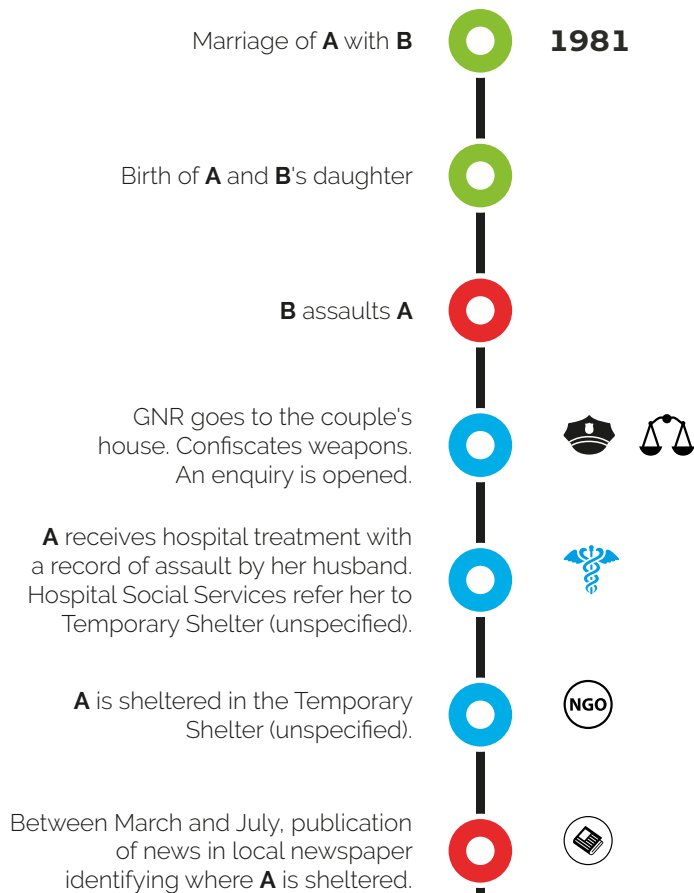 Marriage of A with B
1981
Birth of A and B's daughter
B assaults A
GNR goes to the couple's
house. Confiscates weapons.
An enquiry is opened.
A receives hospital treatment with
a record of assault by her husband.
Hospital Social Services refer her to
Temporary Shelter (unspecified).
A is sheltered in the Temporary
Shelter (unspecified).
NGO
Between March and July, publication
of news in local newspaper
identifying where A is sheltered.